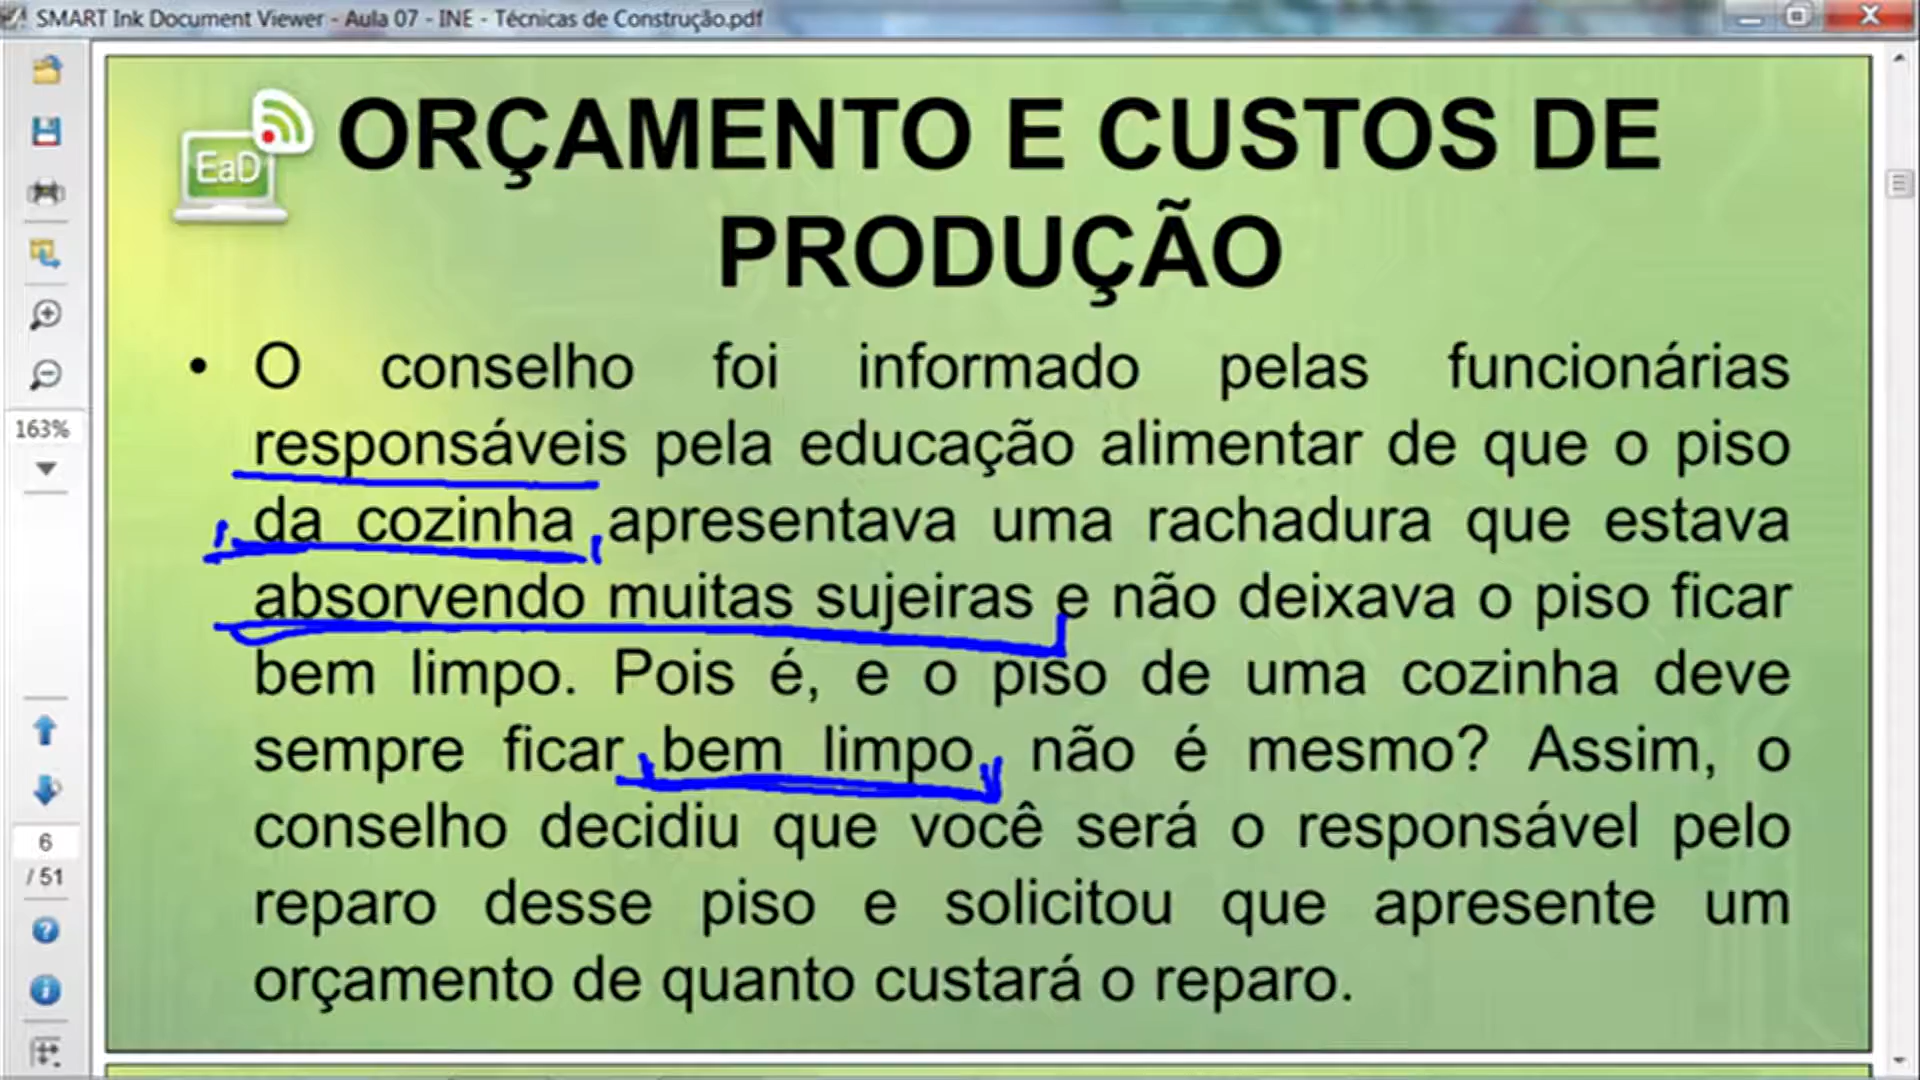 SMART Ink Document Viewer - Aula 07 - INE - Técnicas de Construção.pdf
EaD
ORÇAMENTO E CUSTOS DE
PRODUÇÃO
• O conselho foi informado pelas funcionárias
responsáveis pela educação alimentar de que o piso
da cozinha apresentava uma rachadura que estava
absorvendo muitas sujeiras e não deixava o piso ficar
bem limpo. Pois é, e o piso de uma cozinha deve
sempre ficar bem limpo, não é mesmo? Assim, o
conselho decidiu que você será o responsável pelo
reparo desse piso e solicitou que apresente um
orçamento de quanto custará o reparo.
163%
6
/ 51